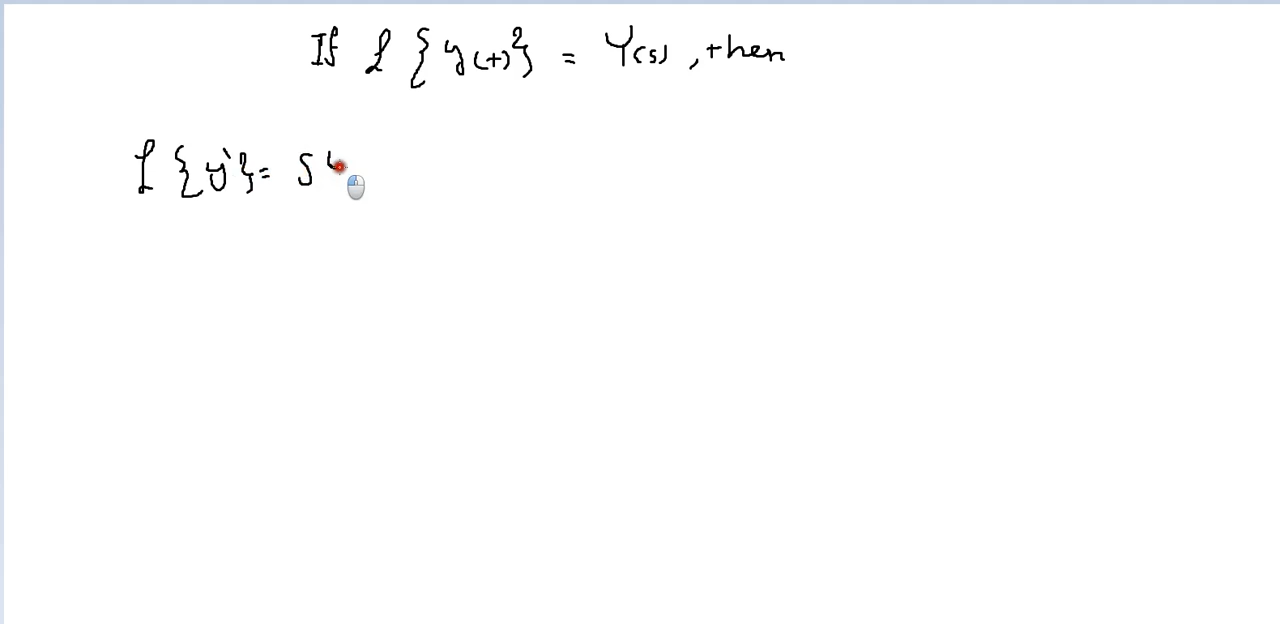 If ℒ {y(t)} = Y(s), then
ℒ {y'} = S